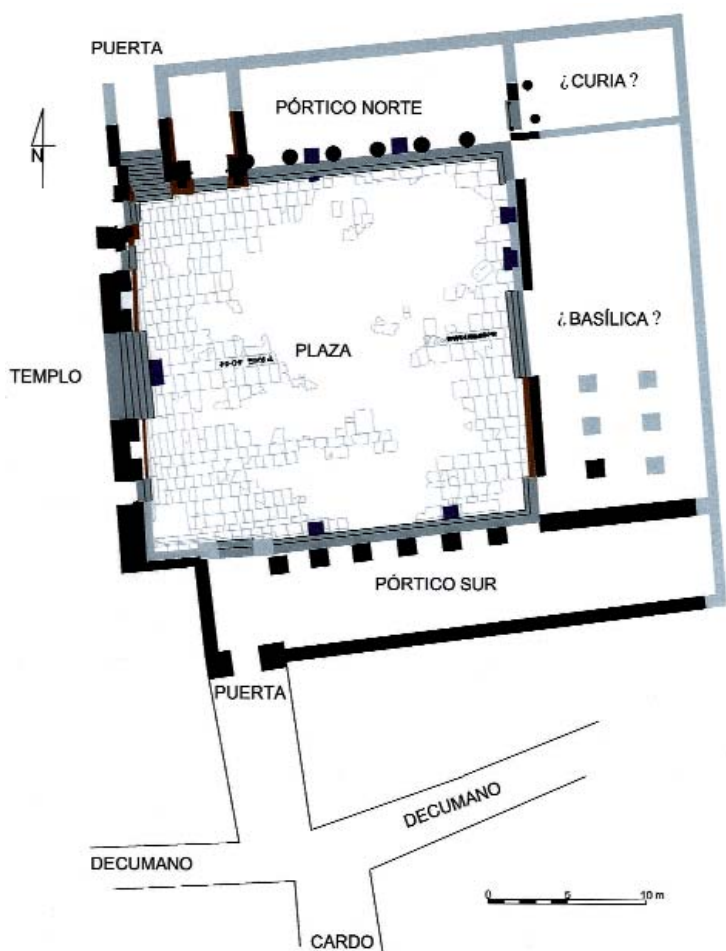 PUERTA
¿CURIA?
PÓRTICO NORTE
N
¿BASÍLICA?
PLAZA
TEMPLO
PÓRTICO SUR
PUERTA
DECUMANO
DECUMANO
0 5 10 m
CARDO